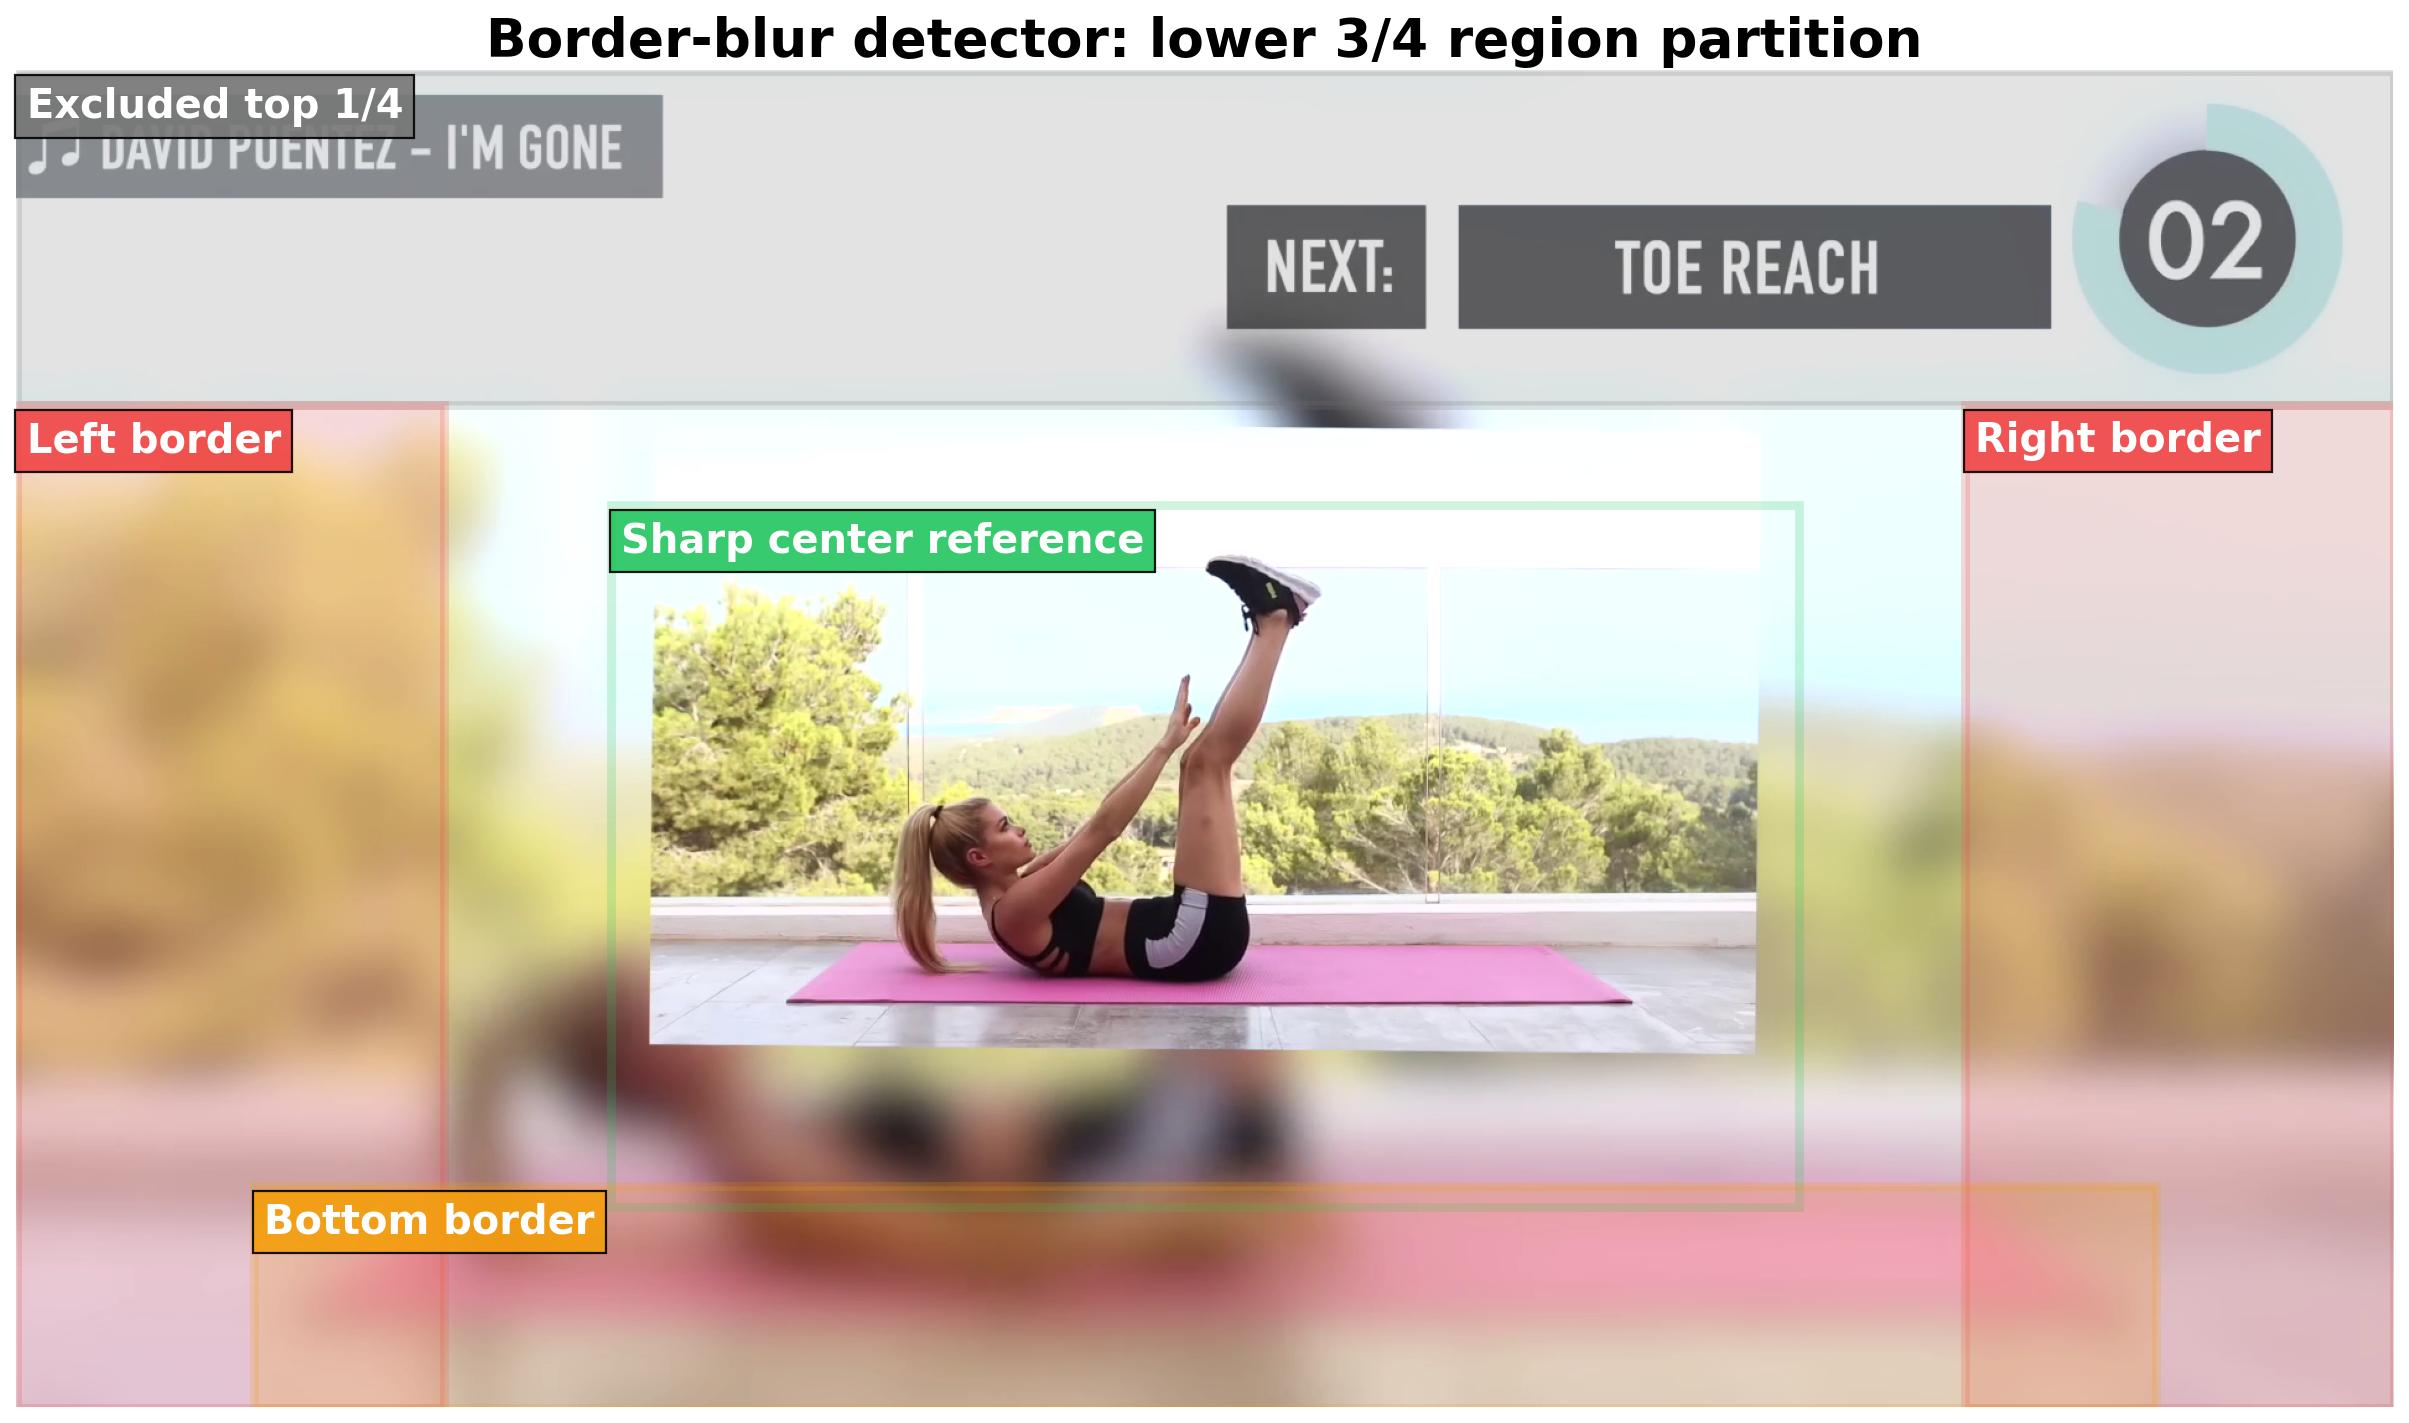 Border-blur detector: lower 3/4 region partition
Excluded top 1/4
DAVID PUENTEZ – I'M GONE
NEXT: TOE REACH 02
Left border
Right border
Sharp center reference
Bottom border